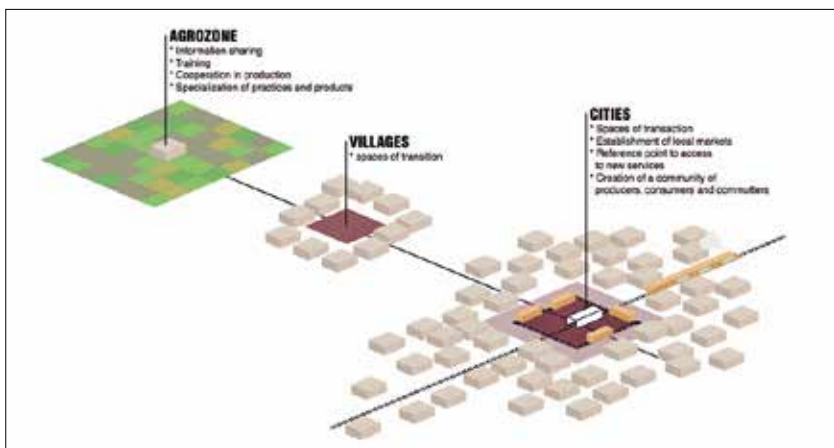 AGROZONE
* Information sharing
* Training
* Cooperation in production
* Specialization of practices and products
VILLAGES
* spaces of transition
CITIES
* Spaces of transaction
* Establishment of local markets
* Reference point to access
to new services
* Creation of a community of
producers, consumers and commutters